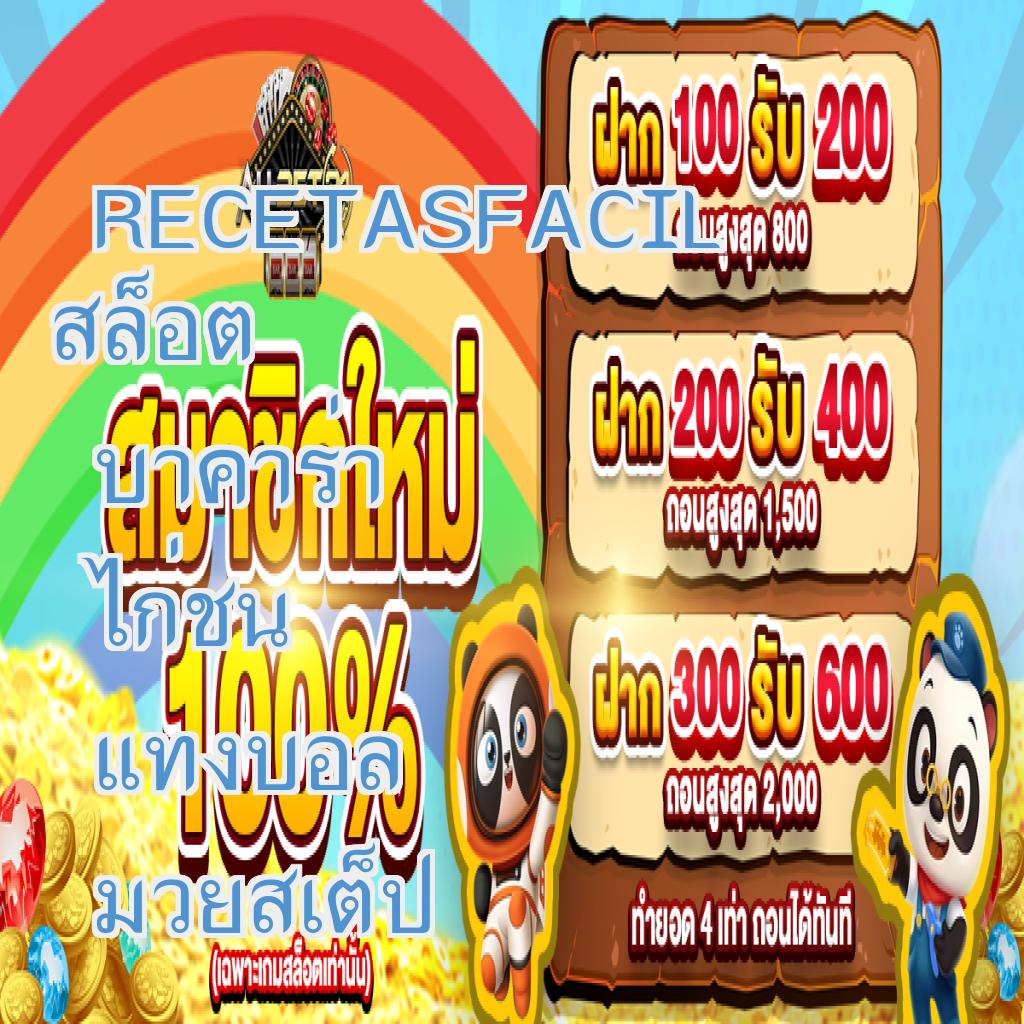 RECETASFACIL
สล็อต
บาคาร่า
ไก่ชน
แทงบอล
มวยสเต็ป
สมาชิกใหม่
100%
(เฉพาะเกมสล็อตเท่านั้น)
ฝาก 100 รับ 200
ถอนสูงสุด 800
ฝาก 200 รับ 400
ถอนสูงสุด 1,500
ฝาก 300 รับ 600
ถอนสูงสุด 2,000
ทำยอด 4 เท่า ถอนได้ทันที